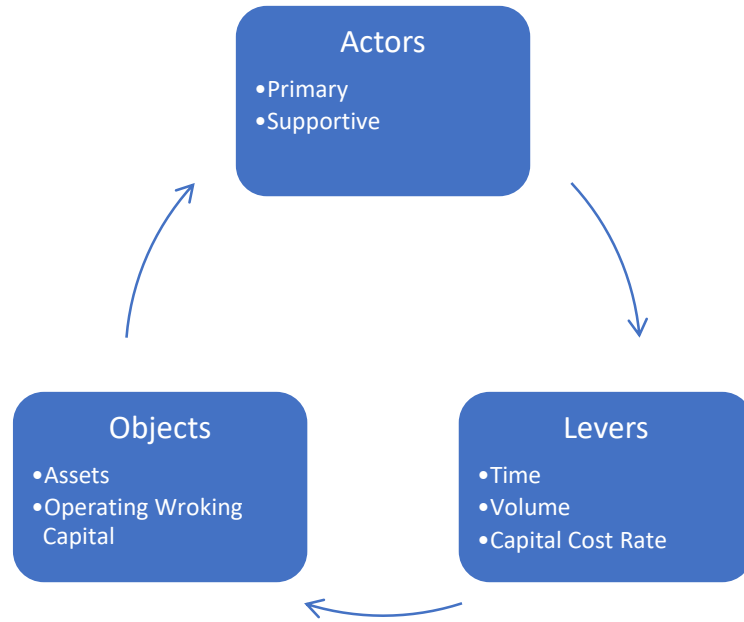 Actors
•Primary
•Supportive
Objects
•Assets
•Operating Wroking
Capital
Levers
•Time
•Volume
•Capital Cost Rate